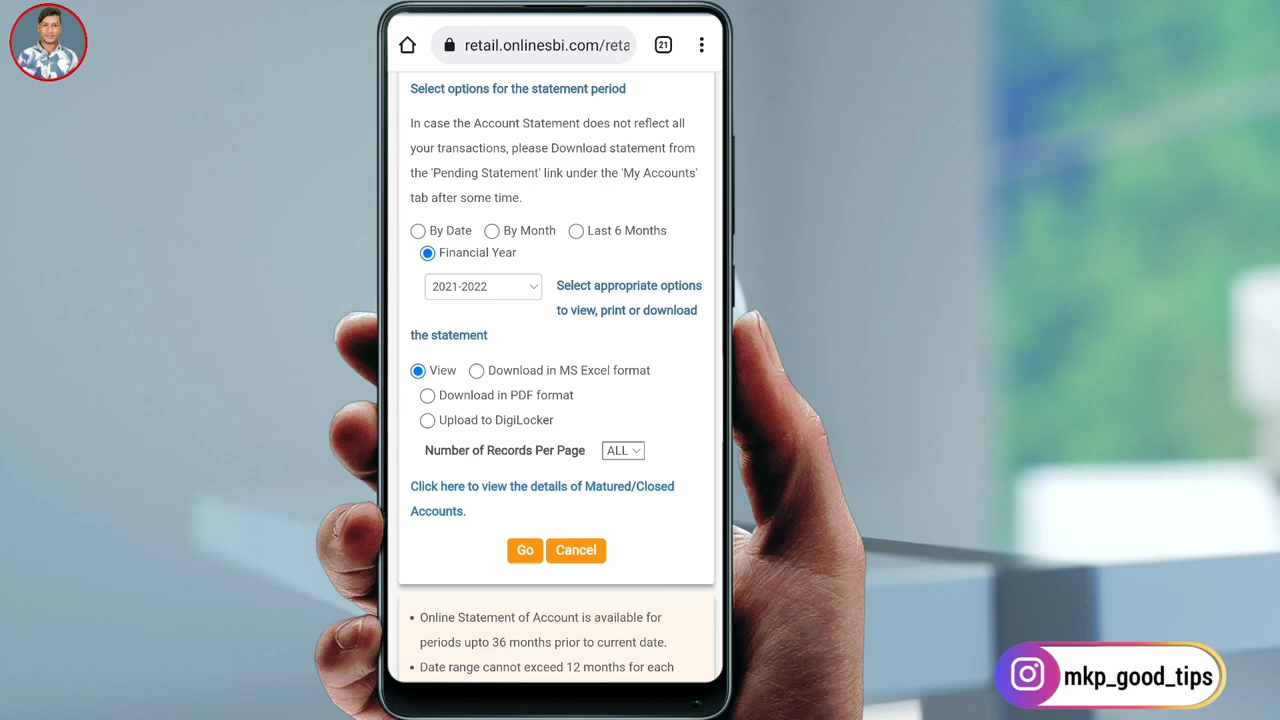 retail.onlinesbi.com/reta
21
Select options for the statement period
In case the Account Statement does not reflect all
your transactions, please Download statement from
the 'Pending Statement' link under the 'My Accounts'
tab after some time.
By Date By Month Last 6 Months
Financial Year
2021-2022 Select appropriate options
to view, print or download
the statement
View Download in MS Excel format
Download in PDF format
Upload to DigiLocker
Number of Records Per Page ALL
Click here to view the details of Matured/Closed
Accounts.
Go Cancel
• Online Statement of Account is available for
periods upto 36 months prior to current date.
• Date range cannot exceed 12 months for each
mkp_good_tips